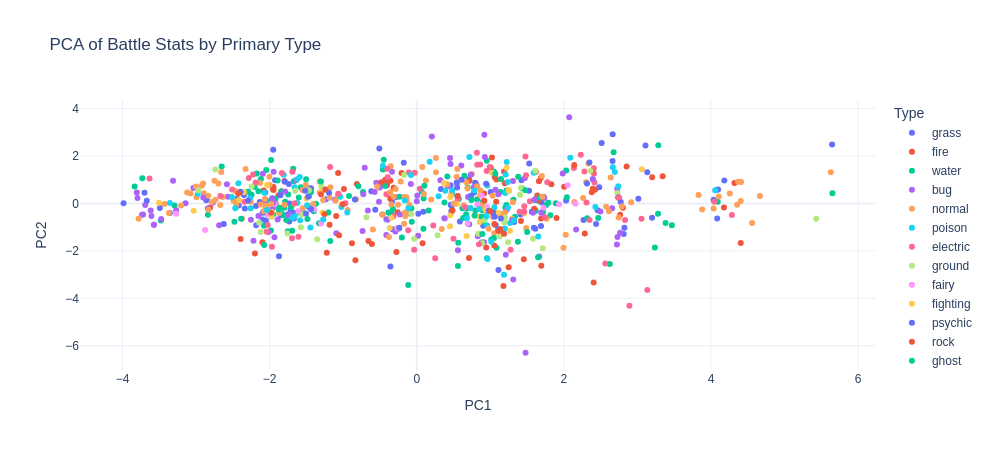 PCA of Battle Stats by Primary Type
4
2
0
−2
−4
−6
PC2
−4
−2
0
2
4
6
PC1
Type
grass
fire
water
bug
normal
poison
electric
ground
fairy
fighting
psychic
rock
ghost